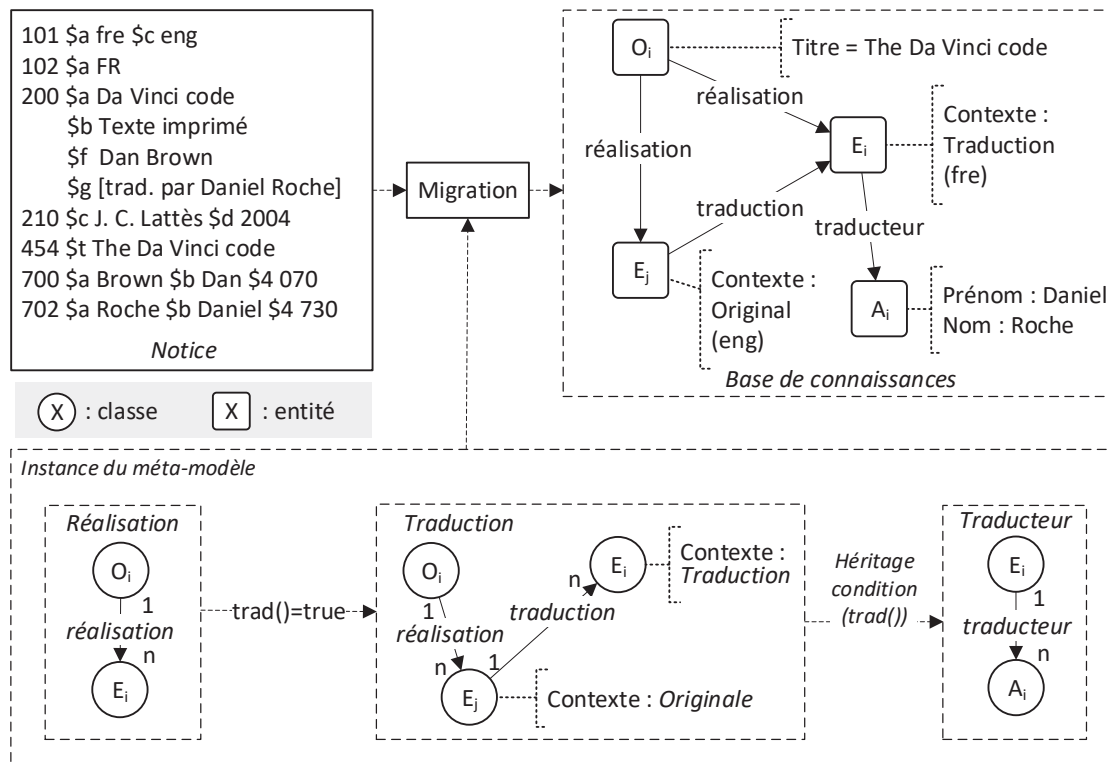 101 $a fre $c eng
102 $a FR
200 $a Da Vinci code
$b Texte imprimé
$f Dan Brown
$g [trad. par Daniel Roche]
210 $c J. C. Lattès $d 2004
454 $t The Da Vinci code
700 $a Brown $b Dan $4 070
702 $a Roche $b Daniel $4 730
Notice
Migration
Oi
Titre = The Da Vinci code
réalisation
réalisation
Ei
Contexte :
Traduction
(fre)
traduction
traducteur
Ej
Contexte :
Original
(eng)
Ai
Prénom : Daniel
Nom : Roche
Base de connaissances
X : classe
X : entité
Instance du méta-modèle
Réalisation
Oi
1
réalisation
n
Ei
trad()=true
Traduction
Oi
1
réalisation
n
Ej
Contexte : Originale
1
traduction
n
Ei
Contexte :
Traduction
Héritage
condition
(trad())
Traducteur
Ei
1
traducteur
n
Ai